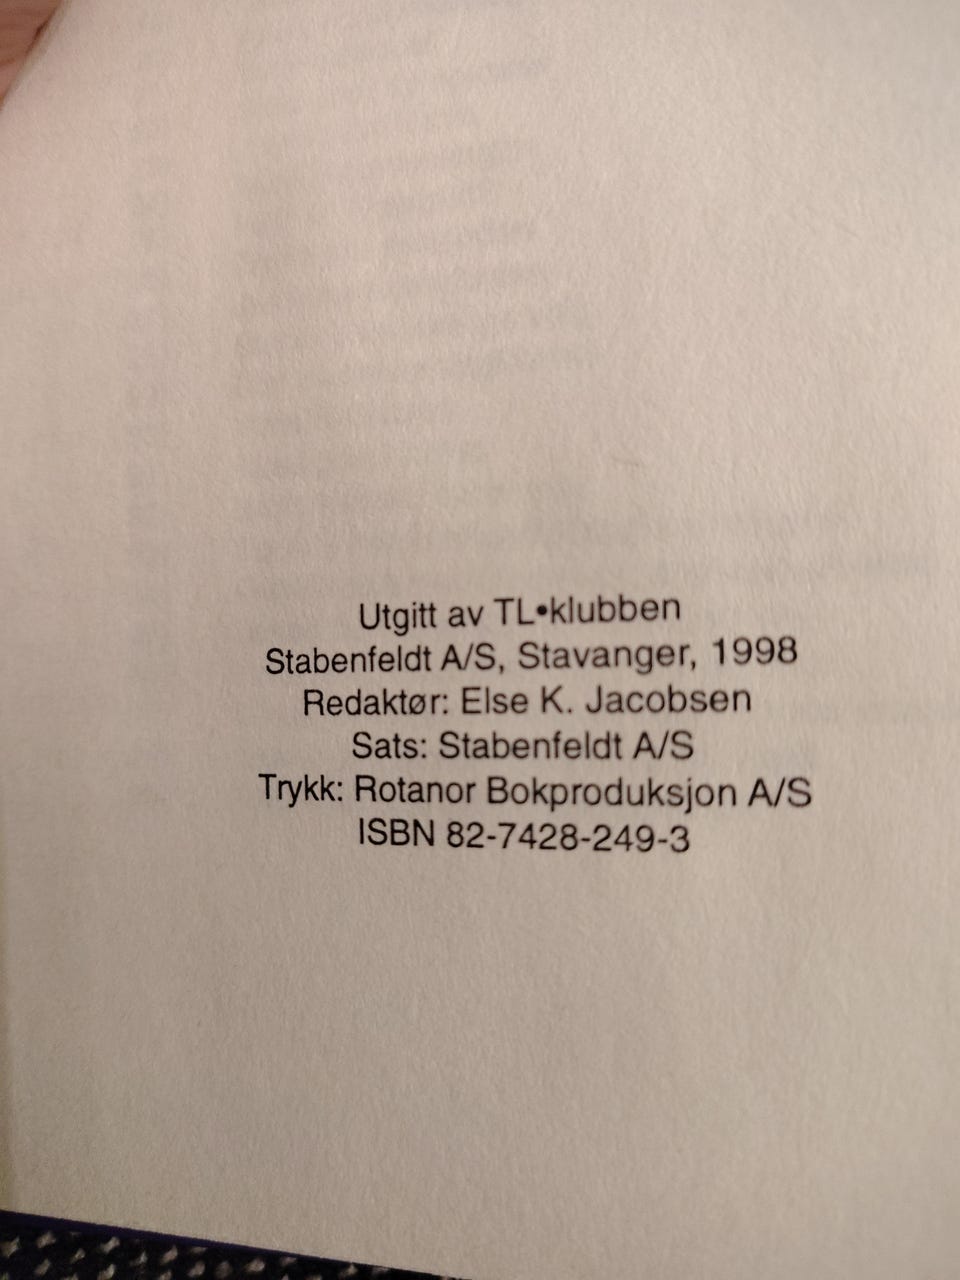 Utgitt av TL•klubben
Stabenfeldt A/S, Stavanger, 1998
Redaktør: Else K. Jacobsen
Sats: Stabenfeldt A/S
Trykk: Rotanor Bokproduksjon A/S
ISBN 82-7428-249-3